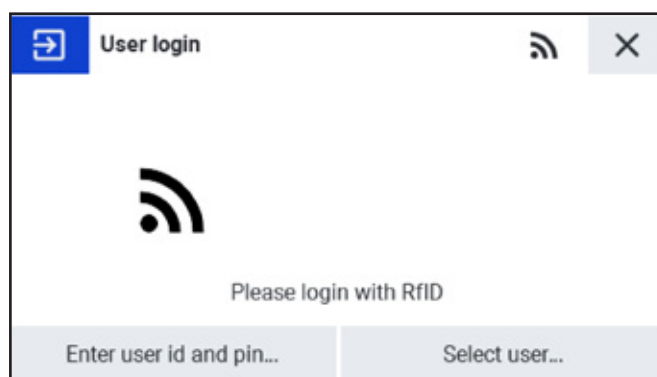 User login
Please login with RfID
Enter user id and pin...
Select user...